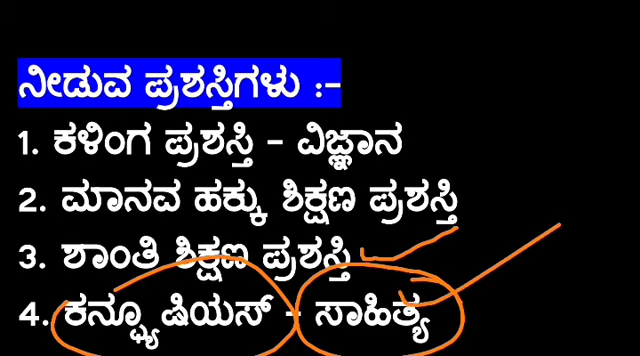 ನೀಡುವ ಪ್ರಶಸ್ತಿಗಳು :-
1. ಕಳಿಂಗ ಪ್ರಶಸ್ತಿ - ವಿಜ್ಞಾನ
2. ಮಾನವ ಹಕ್ಕು ಶಿಕ್ಷಣ ಪ್ರಶಸ್ತಿ
3. ಶಾಂತಿ ಶಿಕ್ಷಣ ಪ್ರಶಸ್ತಿ
4. ಕನ್ಫ್ಯೂಷಿಯಸ್ - ಸಾಹಿತ್ಯ